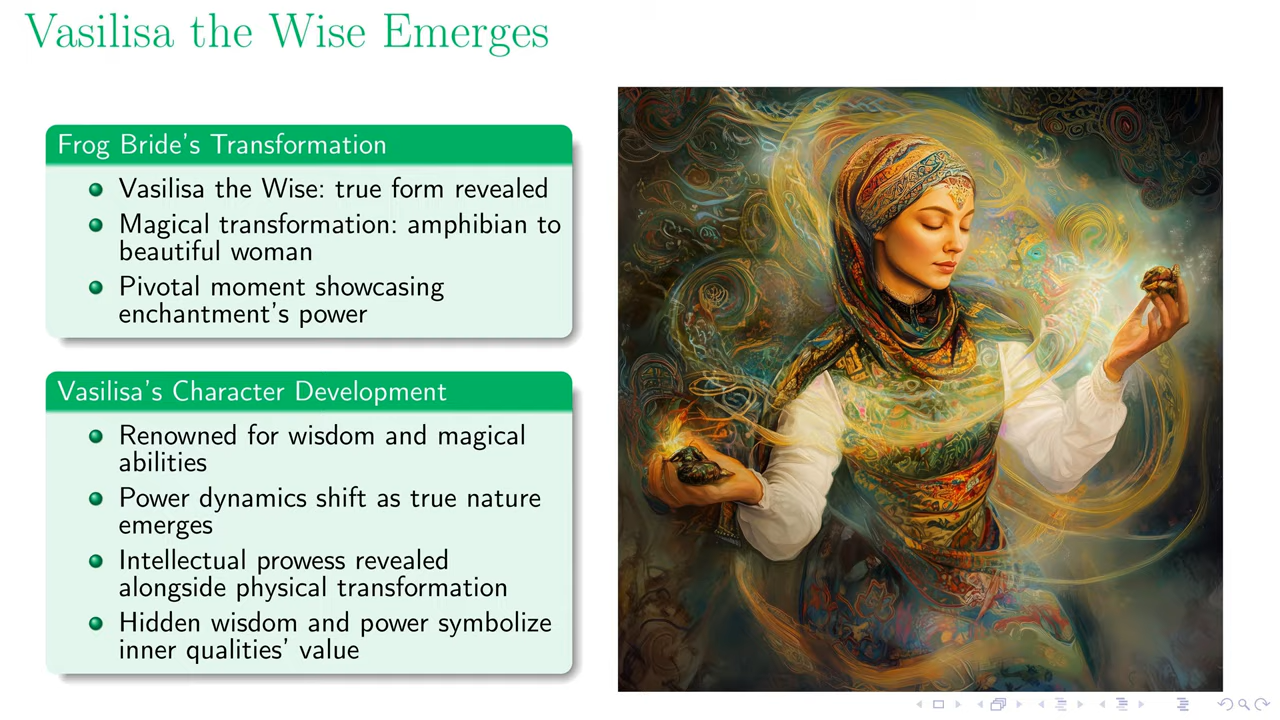 Vasilisa the Wise Emerges
Frog Bride's Transformation
Vasilisa the Wise: true form revealed
Magical transformation: amphibian to
beautiful woman
Pivotal moment showcasing
enchantment's power
Vasilisa's Character Development
Renowned for wisdom and magical
abilities
Power dynamics shift as true nature
emerges
Intellectual prowess revealed
alongside physical transformation
Hidden wisdom and power symbolize
inner qualities' value